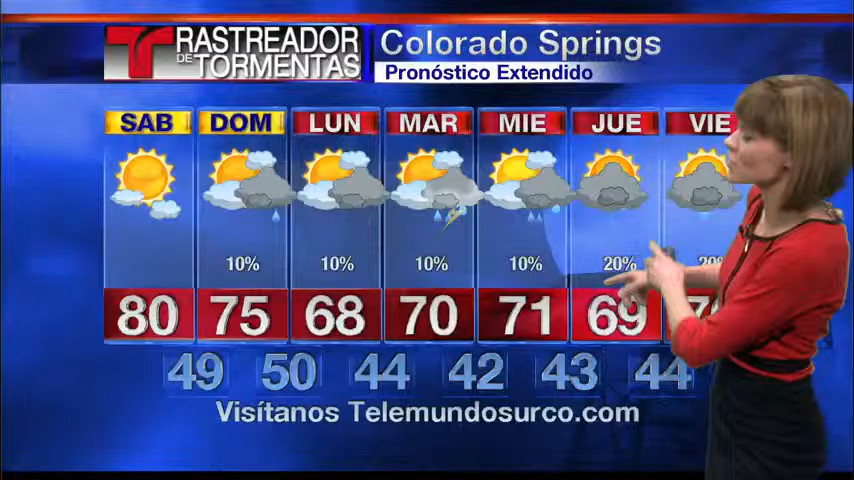 RASTREADOR
DE TORMENTAS
Colorado Springs
Pronóstico Extendido
SAB DOM LUN MAR MIE JUE VIE
10% 10% 10% 10% 20%
80 75 68 70 71 69
49 50 44 42 43 44
Visítanos Telemundosurco.com